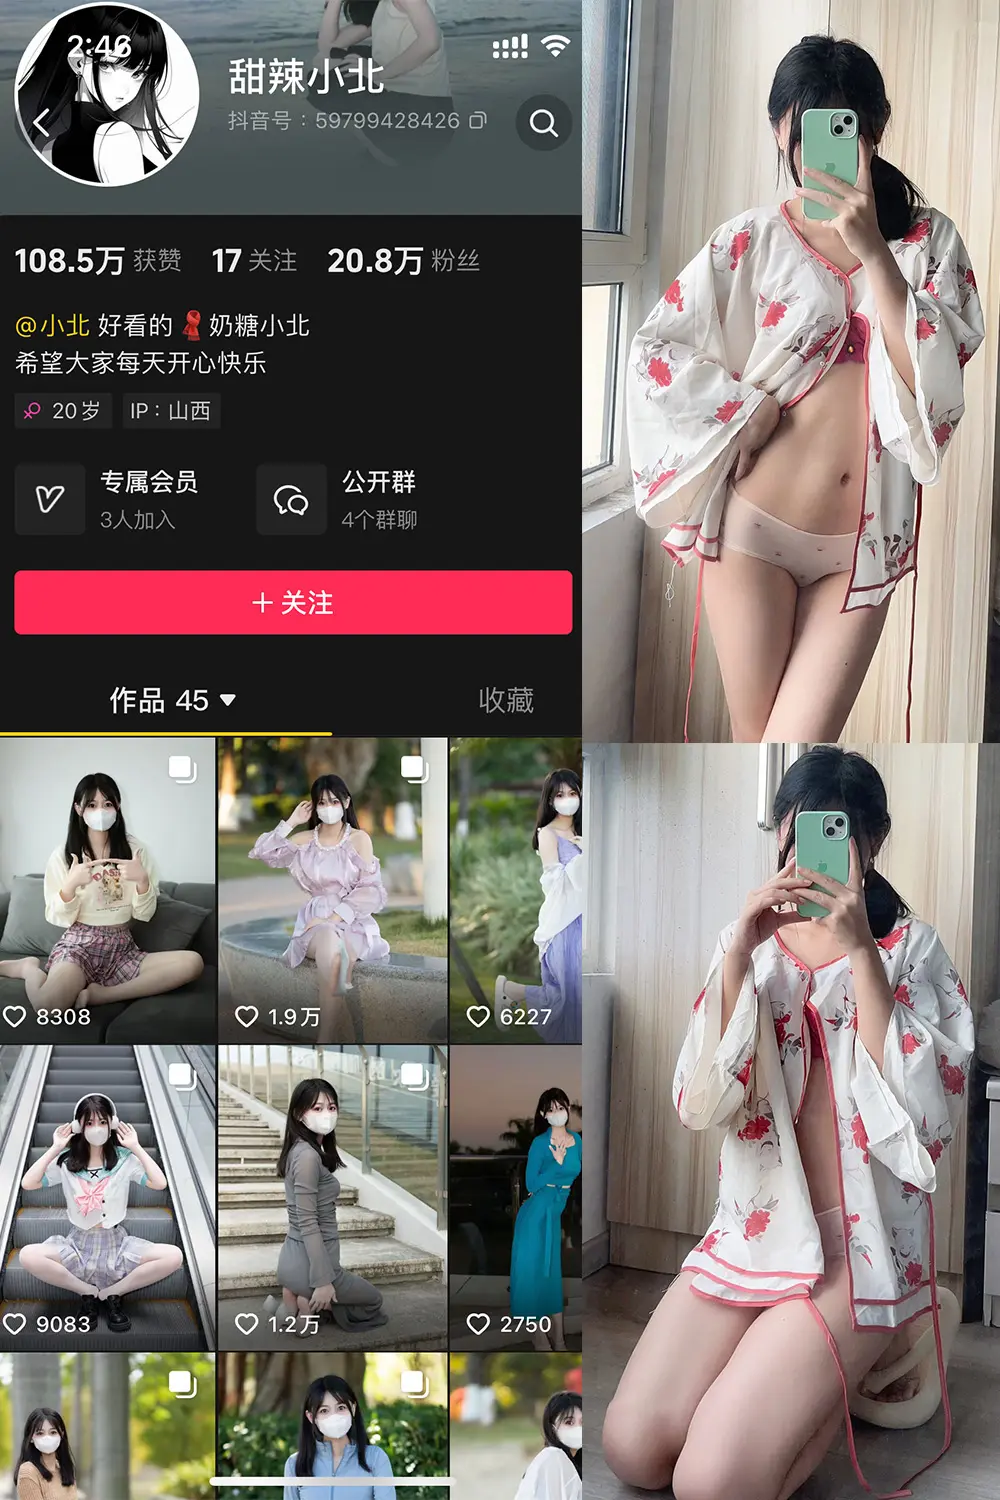 2:46
甜辣小北
抖音号：59799428426
108.5万 获赞 17 关注 20.8万 粉丝
@小北 好看的 奶糖小北
希望大家每天开心快乐
20岁 IP：山西
专属会员
3人加入
公开群
4个群聊
+ 关注
作品 45
收藏
8308
1.9万
6227
9083
1.2万
2750